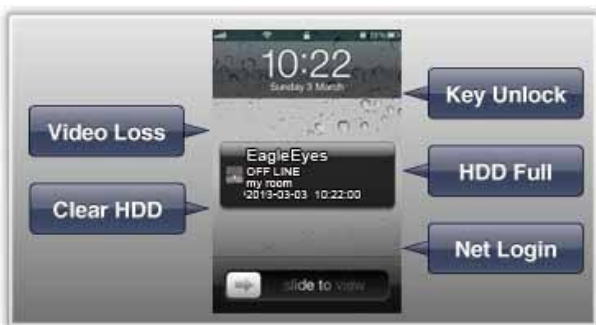 10:22
Sunday 3 March
Video Loss
Key Unlock
EagleEyes
OFF LINE
my room
2013-03-03 10:22:00
HDD Full
Clear HDD
Net Login
slide to view